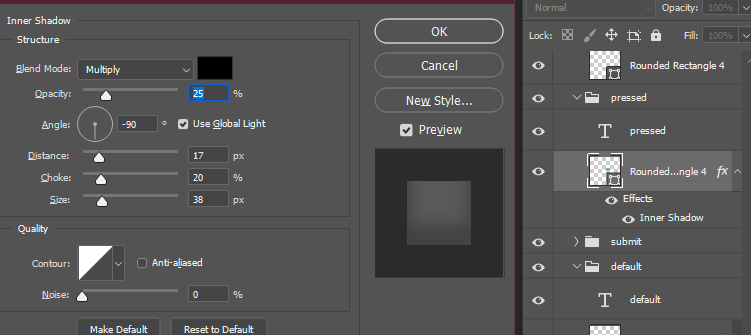 Inner Shadow
Structure
Blend Mode: Multiply
Opacity: 25 %
Angle: -90 ° Use Global Light
Distance: 17 px
Choke: 20 %
Size: 38 px
Quality
Contour: Anti-aliased
Noise: 0 %
Make Default Reset to Default
OK
Cancel
New Style...
Preview
Normal Opacity: 100%
Lock: Fill: 100%
Rounded Rectangle 4
pressed
T pressed
Rounded...ngle 4 fx
Effects
Inner Shadow
submit
default
T default